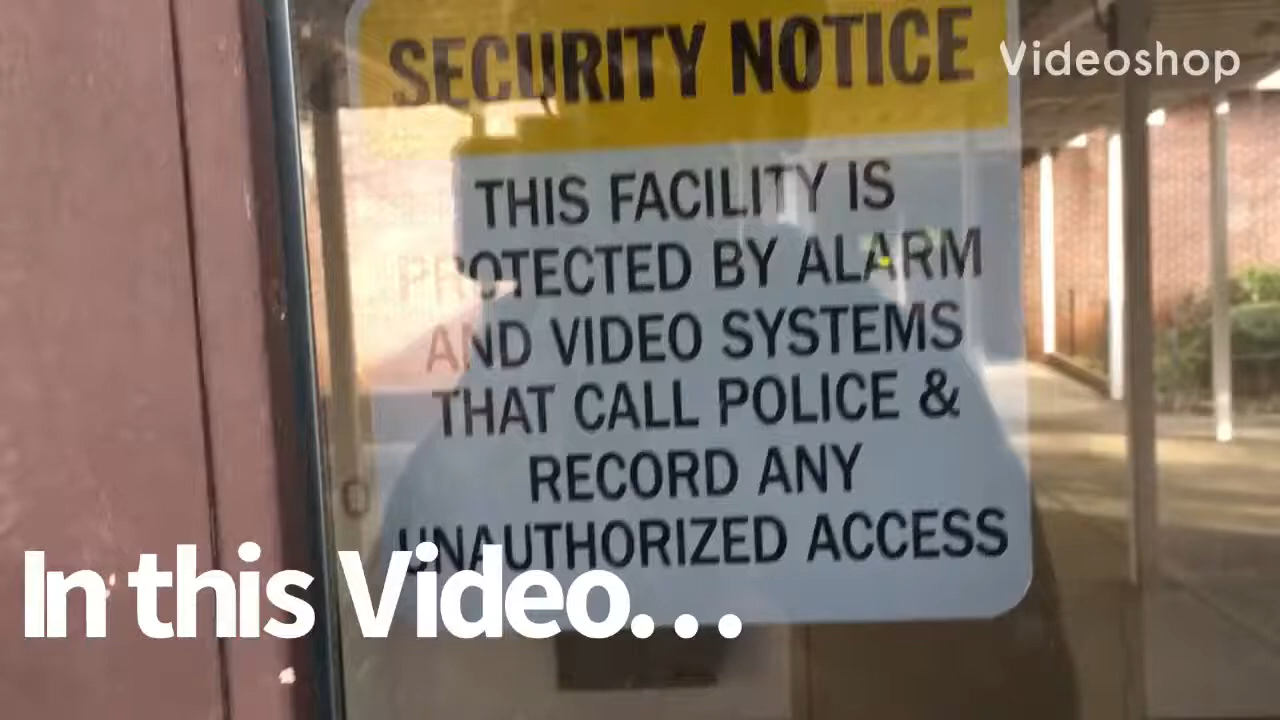 SECURITY NOTICE
Videoshop
THIS FACILITY IS
PROTECTED BY ALARM
AND VIDEO SYSTEMS
THAT CALL POLICE &
RECORD ANY
UNAUTHORIZED ACCESS
In this Video...